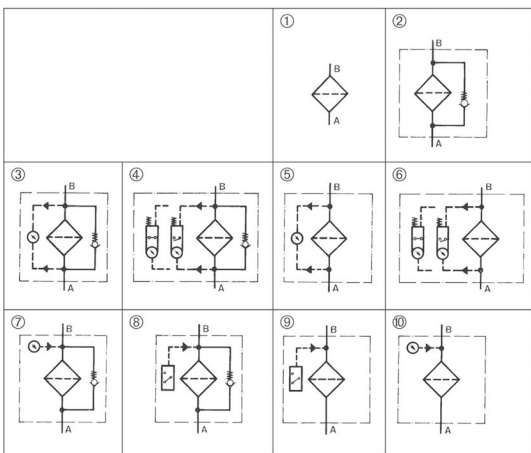 ① ②
B B
A A
③ ④ ⑤ ⑥
B B B B
A A A A
⑦ ⑧ ⑨ ⑩
B B B B
A A A A